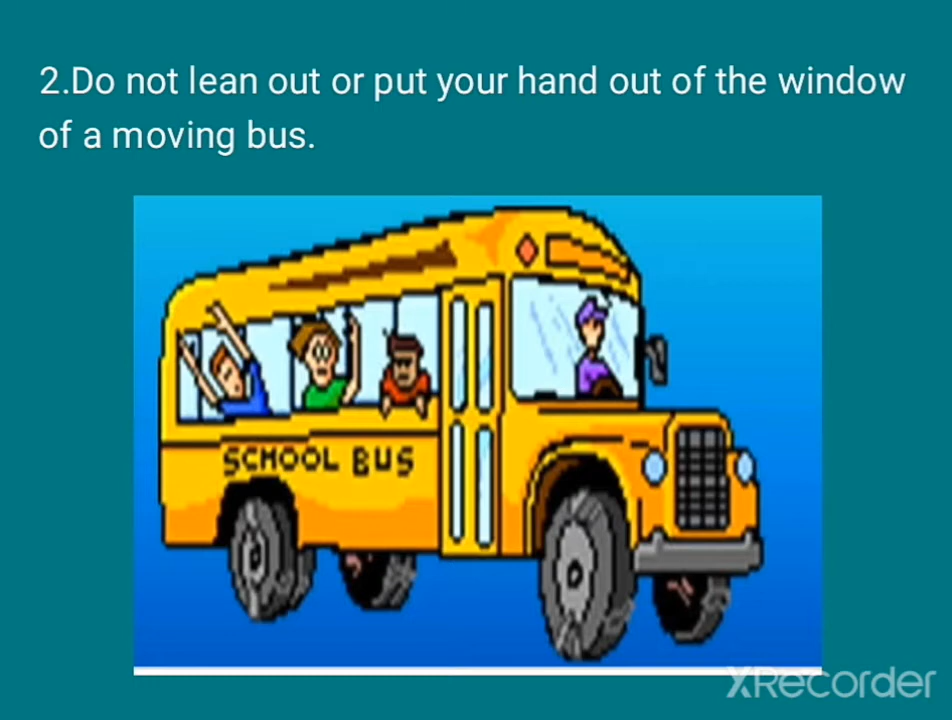 2.Do not lean out or put your hand out of the window
of a moving bus.
SCHOOL BUS
XRecorder